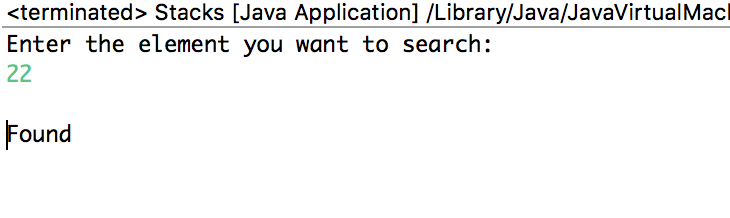 <terminated> Stacks [Java Application] /Library/Java/JavaVirtualMacl
Enter the element you want to search:
22
Found